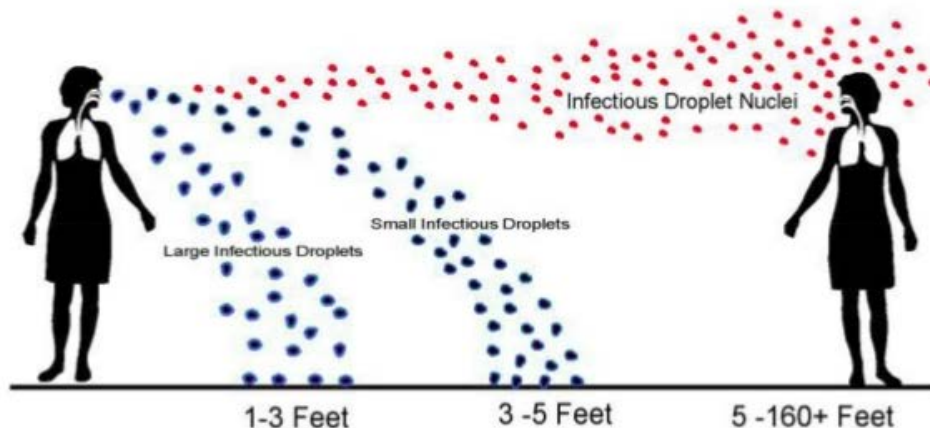 Infectious Droplet Nuclei
Small Infectious Droplets
Large Infectious Droplets
1-3 Feet
3 -5 Feet
5 -160+ Feet